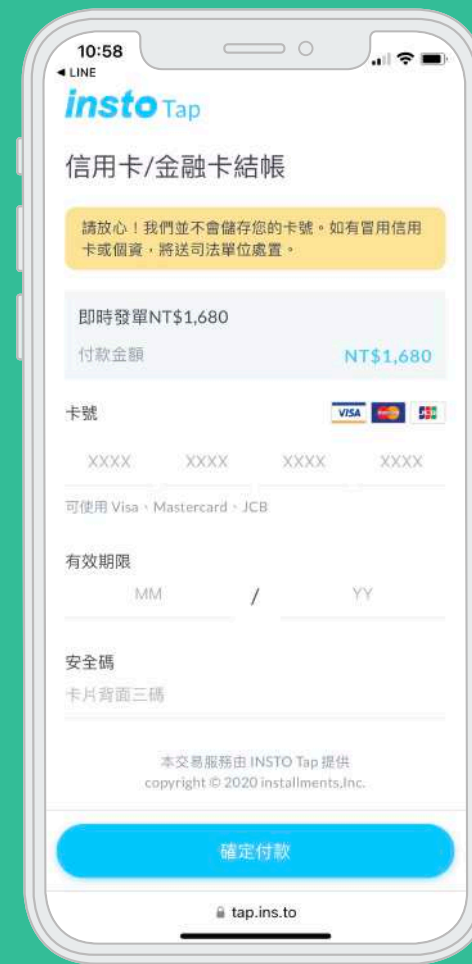 10:58
◀ LINE
insto Tap
信用卡/金融卡結帳
請放心！我們並不會儲存您的卡號。如有冒用信用
卡或個資，將送司法單位處置。
即時發單NT$1,680
付款金額 NT$1,680
卡號 VISA
XXXX XXXX XXXX XXXX
可使用 Visa、Mastercard、JCB
有效期限
MM / YY
安全碼
卡片背面三碼
本交易服務由 INSTO Tap 提供
copyright © 2020 installments,Inc.
確定付款
tap.ins.to